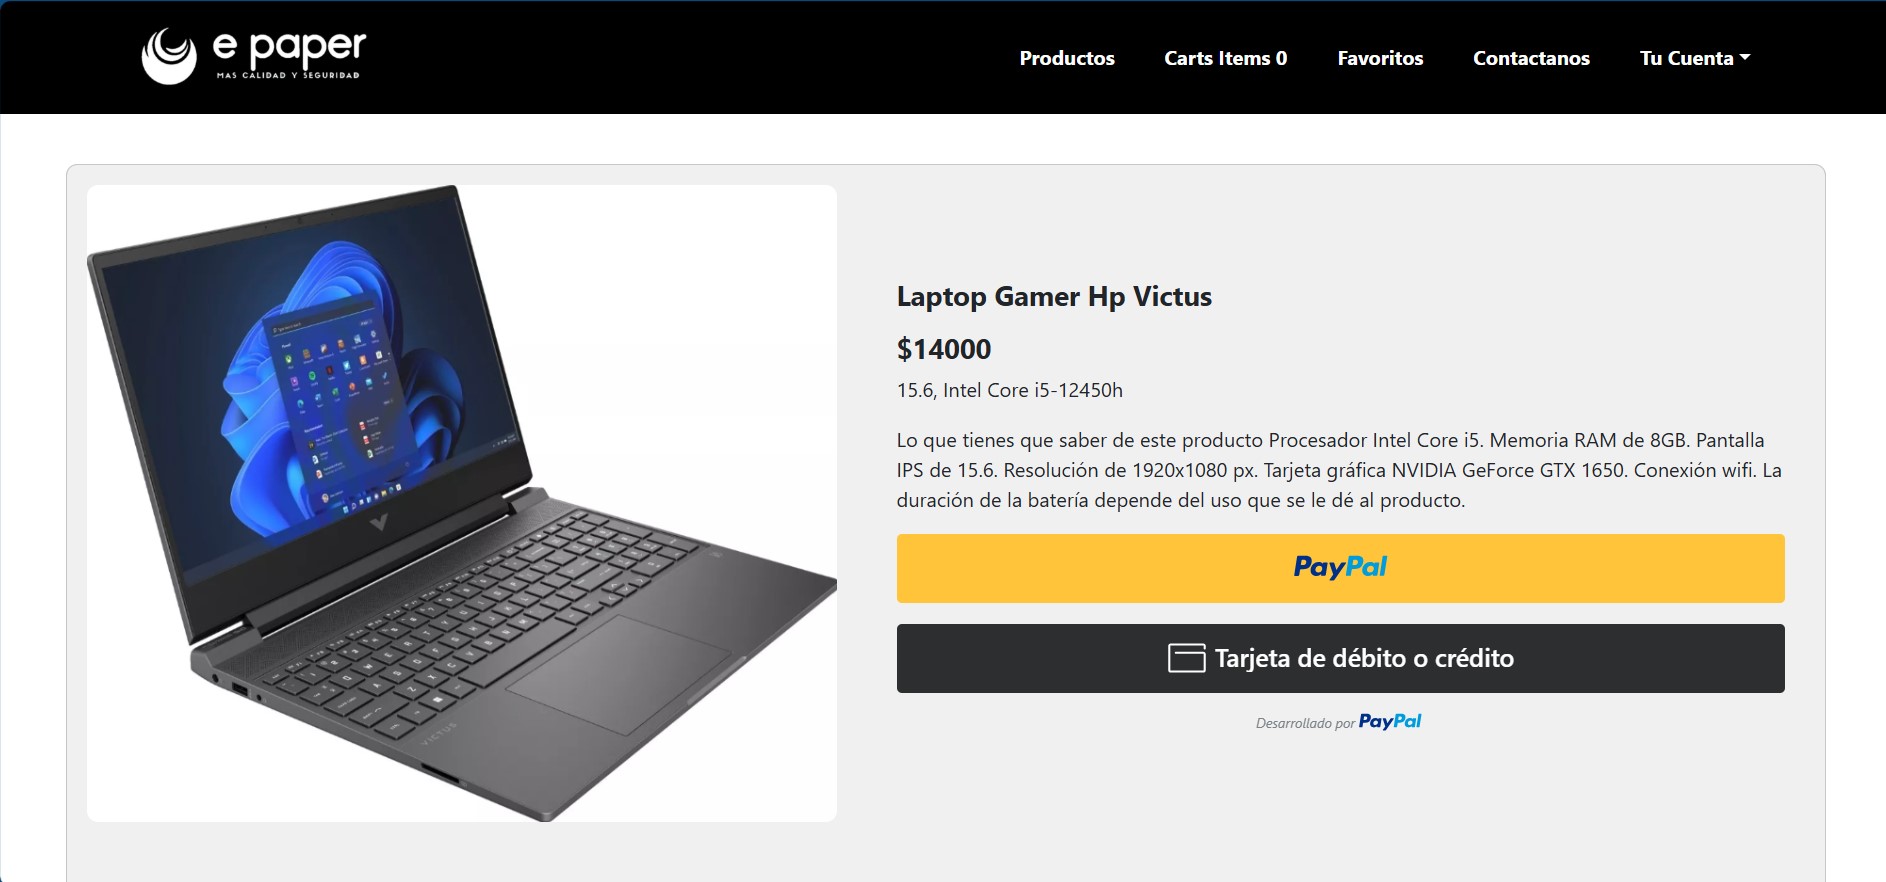 e paper
MAS CALIDAD Y SEGURIDAD
Productos
Carts Items 0
Favoritos
Contactanos
Tu Cuenta
Laptop Gamer Hp Victus
$14000
15.6, Intel Core i5-12450h
Lo que tienes que saber de este producto Procesador Intel Core i5. Memoria RAM de 8GB. Pantalla
IPS de 15.6. Resolución de 1920x1080 px. Tarjeta gráfica NVIDIA GeForce GTX 1650. Conexión wifi. La
duración de la batería depende del uso que se le dé al producto.
PayPal
Tarjeta de débito o crédito
Desarrollado por PayPal
VICTUS